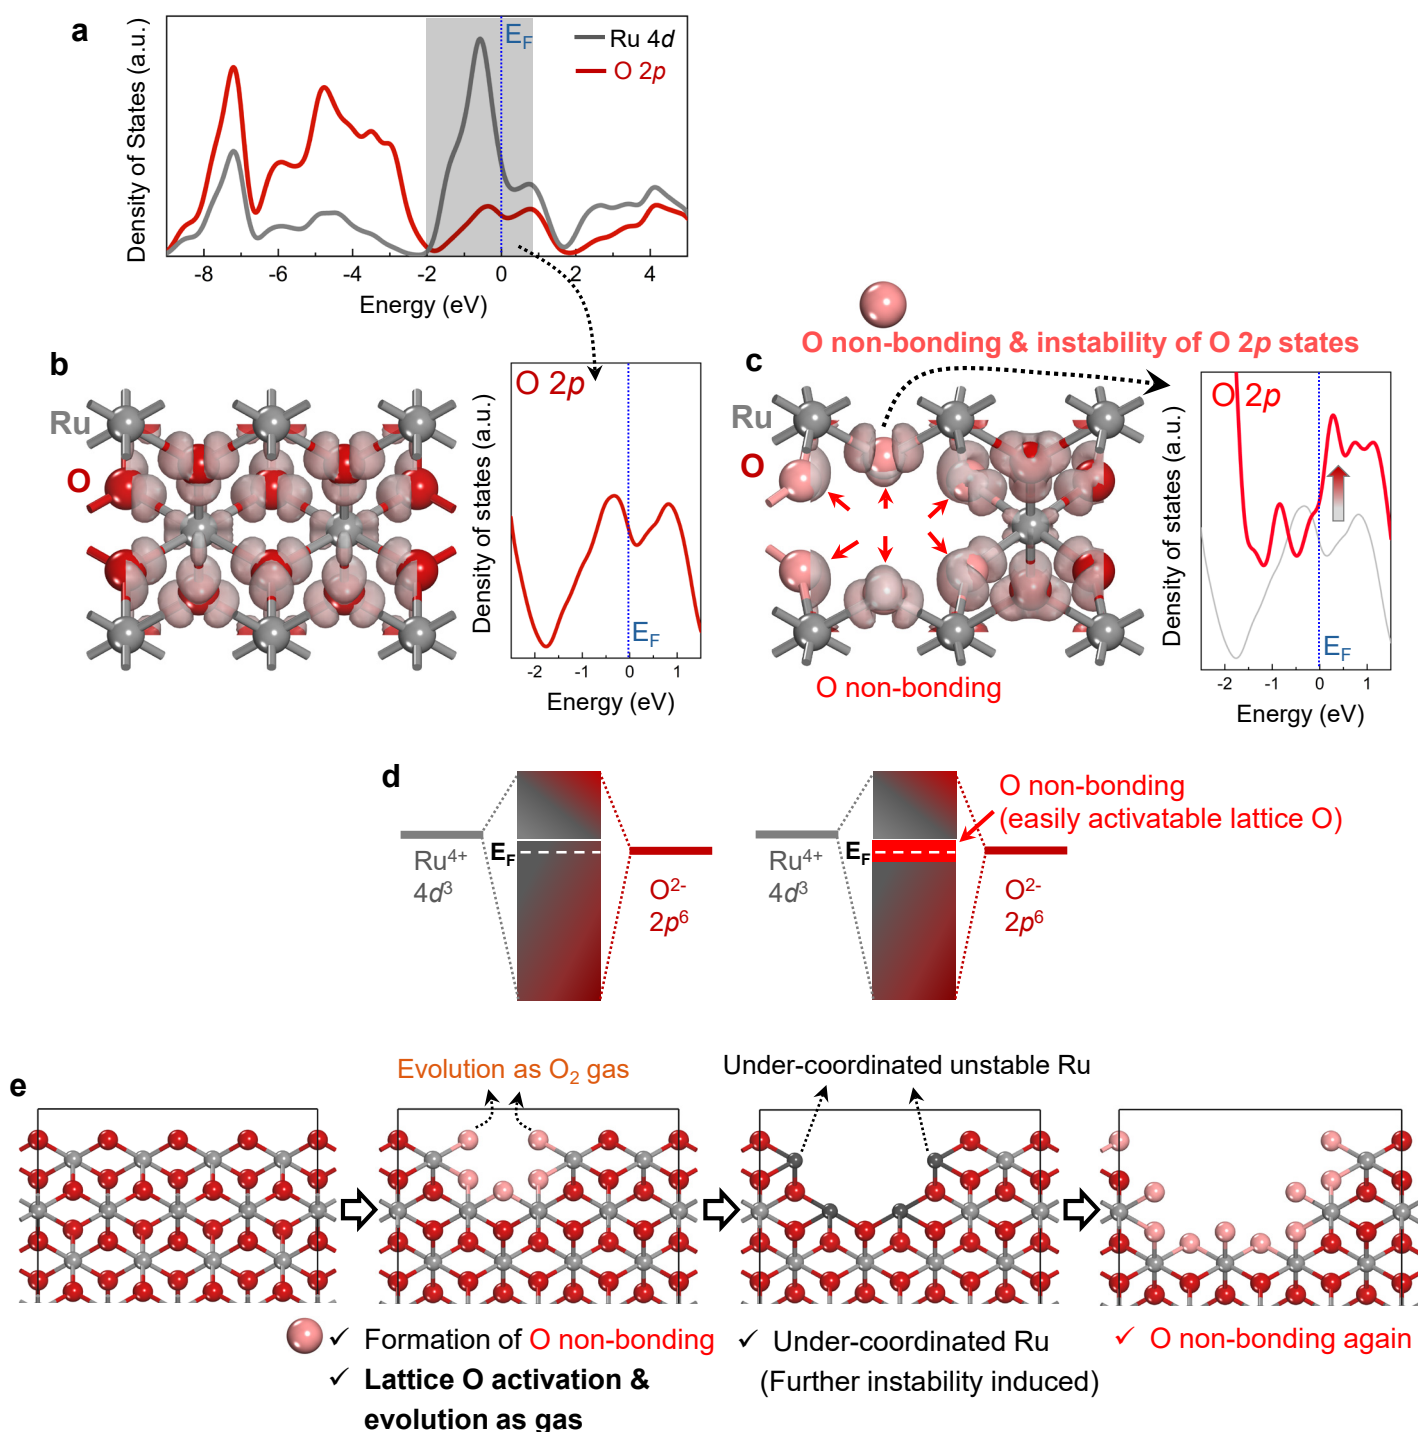 a
Density of States (a.u.)
E_F
Ru 4d
O 2p
-8 -6 -4 -2 0 2 4
Energy (eV)
b
Ru
O
O 2p
Density of states (a.u.)
E_F
-2 -1 0 1
Energy (eV)
O non-bonding & instability of O 2p states
c
Ru
O
O non-bonding
O 2p
Density of states (a.u.)
E_F
-2 -1 0 1
Energy (eV)
d
Ru⁴⁺
4d³
E_F
O²⁻
2p⁶
Ru⁴⁺
4d³
E_F
O non-bonding
(easily activatable lattice O)
O²⁻
2p⁶
e
Evolution as O₂ gas
Under-coordinated unstable Ru
✓ Formation of O non-bonding
✓ Lattice O activation &
evolution as gas
✓ Under-coordinated Ru
(Further instability induced)
✓ O non-bonding again